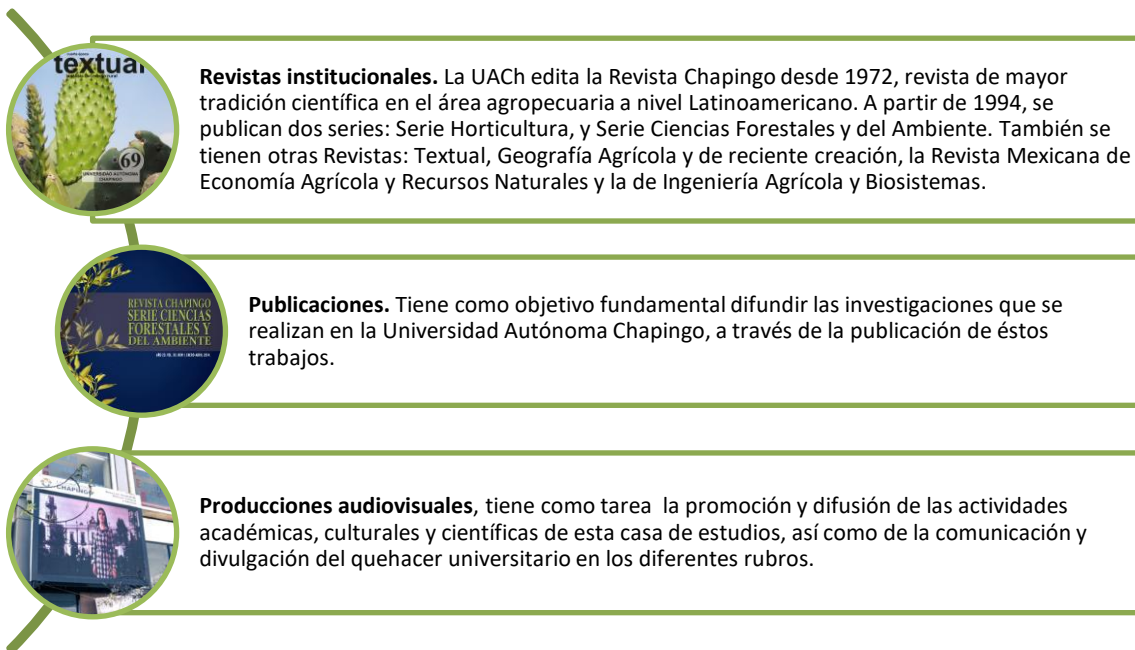 textual
69
UNIVERSIDAD AUTÓNOMA
CHAPINGO
Revistas institucionales. La UACh edita la Revista Chapingo desde 1972, revista de mayor
tradición científica en el área agropecuaria a nivel Latinoamericano. A partir de 1994, se
publican dos series: Serie Horticultura, y Serie Ciencias Forestales y del Ambiente. También se
tienen otras Revistas: Textual, Geografía Agrícola y de reciente creación, la Revista Mexicana de
Economía Agrícola y Recursos Naturales y la de Ingeniería Agrícola y Biosistemas.
REVISTA CHAPINGO
SERIE CIENCIAS
FORESTALES Y
DEL AMBIENTE
Publicaciones. Tiene como objetivo fundamental difundir las investigaciones que se
realizan en la Universidad Autónoma Chapingo, a través de la publicación de éstos
trabajos.
CHAPINGO
Producciones audiovisuales, tiene como tarea  la promoción y difusión de las actividades
académicas, culturales y científicas de esta casa de estudios, así como de la comunicación y
divulgación del quehacer universitario en los diferentes rubros.